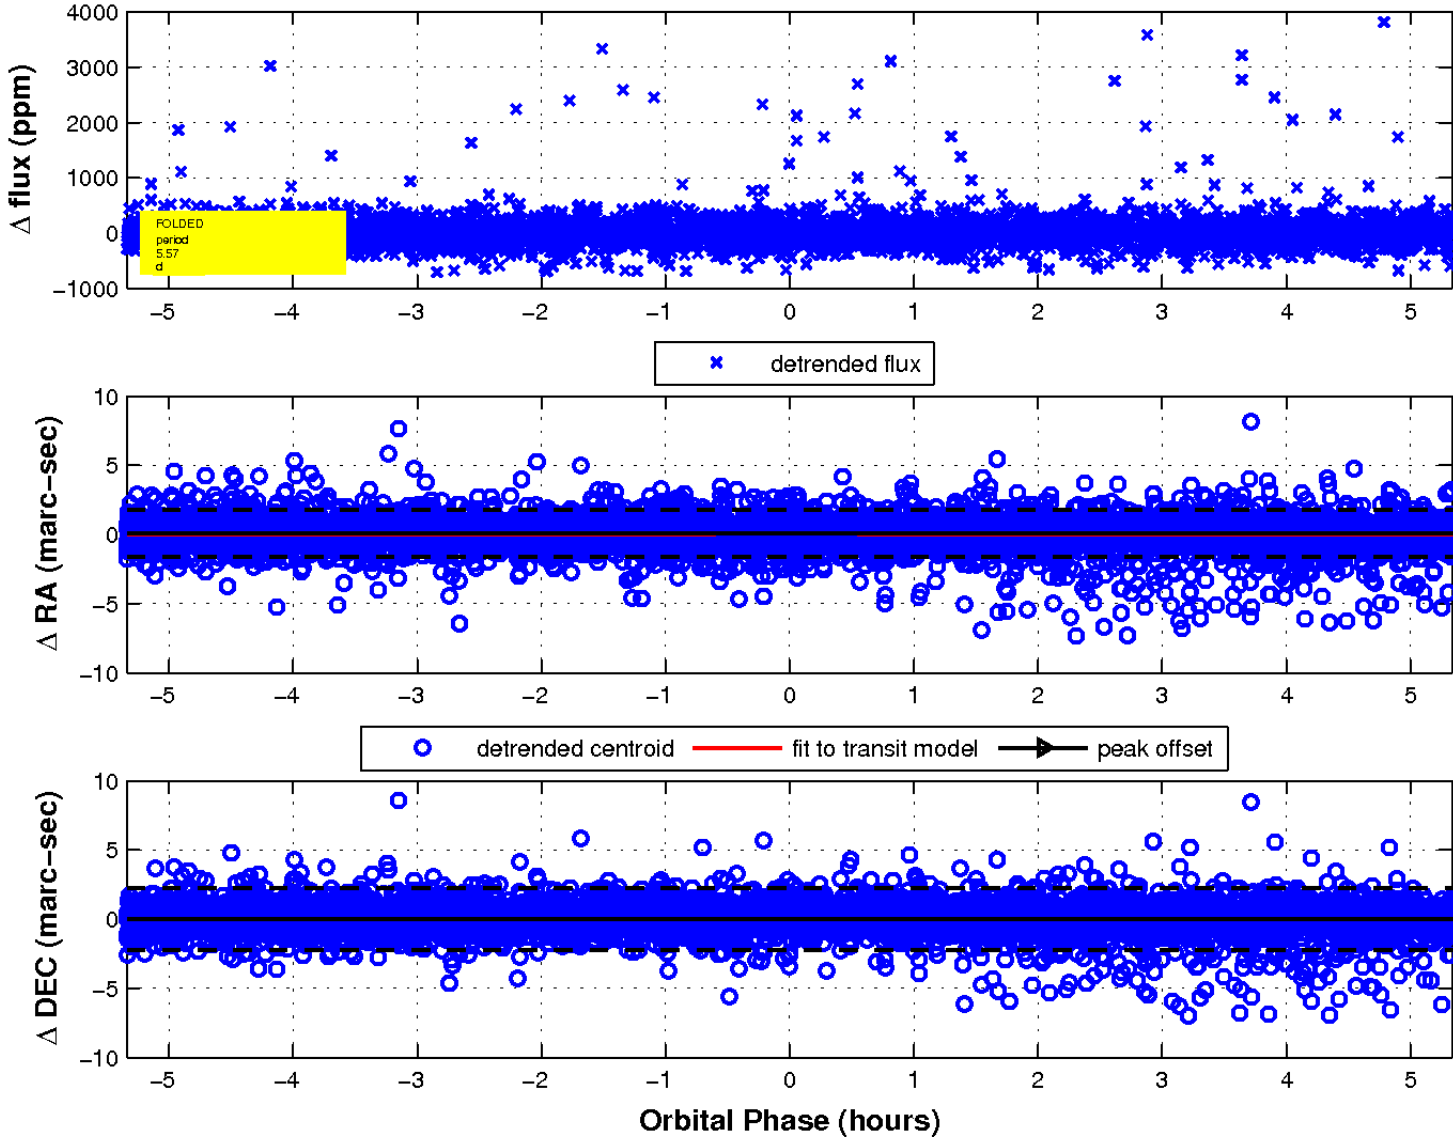 4000
3000
2000
1000
0
−1000
Δ flux (ppm)
FOLDED
period
5.57
d
−5 −4 −3 −2 −1 0 1 2 3 4 5
detrended flux
10
5
0
−5
−10
Δ RA (marc−sec)
−5 −4 −3 −2 −1 0 1 2 3 4 5
detrended centroid fit to transit model peak offset
10
5
0
−5
−10
Δ DEC (marc−sec)
−5 −4 −3 −2 −1 0 1 2 3 4 5
Orbital Phase (hours)